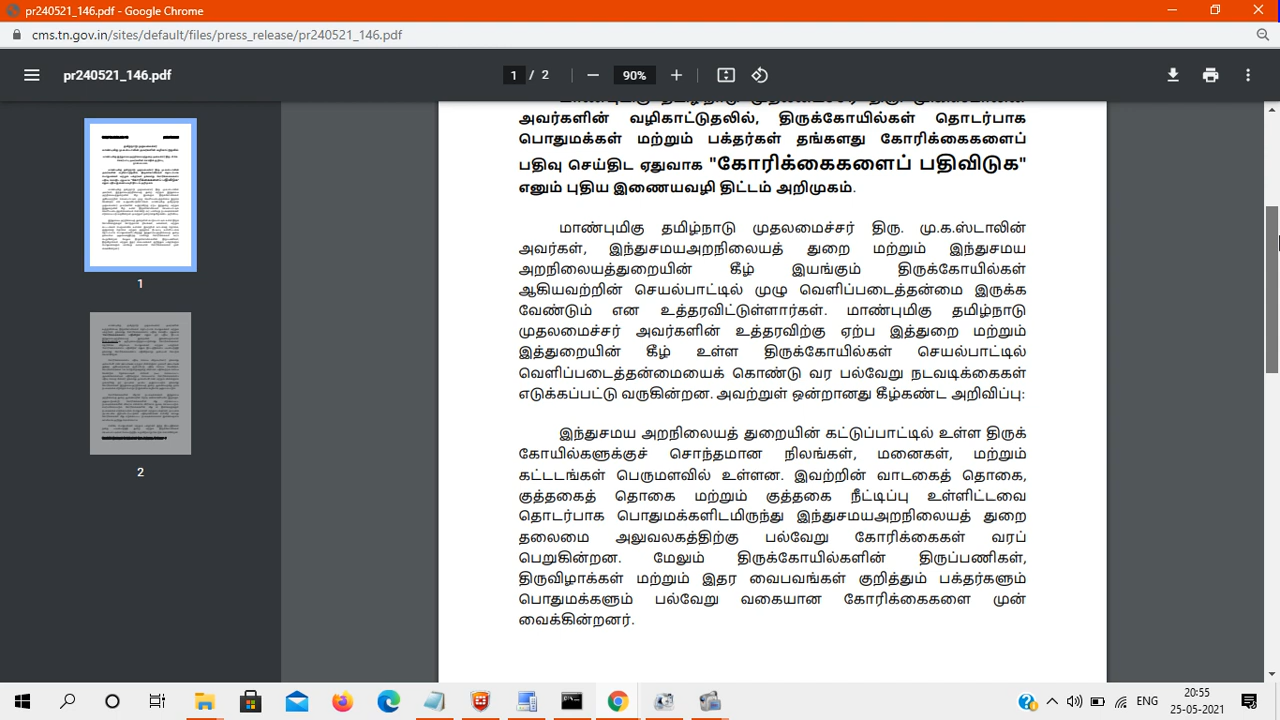 pr240521_146.pdf - Google Chrome
cms.tn.gov.in/sites/default/files/press_release/pr240521_146.pdf
pr240521_146.pdf
1 / 2
90%
மாண்புமிகு தமிழ்நாடு முதலமைச்சர் திரு. மு.க.ஸ்டாலின்
அவர்களின் வழிகாட்டுதலில், திருக்கோயில்கள் தொடர்பாக
பொதுமக்கள் மற்றும் பக்தர்கள் தங்களது கோரிக்கைகளைப்
பதிவு செய்திட ஏதுவாக "கோரிக்கைகளைப் பதிவிடுக"
எனும் புதிய இணையவழி திட்டம் அறிமுகம்.
மாண்புமிகு தமிழ்நாடு முதலமைச்சர் திரு. மு.க.ஸ்டாலின்
அவர்கள், இந்துசமயஅறநிலையத் துறை மற்றும் இந்துசமய
அறநிலையத்துறையின் கீழ் இயங்கும் திருக்கோயில்கள்
ஆகியவற்றின் செயல்பாட்டில் முழு வெளிப்படைத்தன்மை இருக்க
வேண்டும் என உத்தரவிட்டுள்ளார்கள். மாண்புமிகு தமிழ்நாடு
முதலமைச்சர் அவர்களின் உத்தரவிற்கு ஏற்ப இத்துறை மற்றும்
இத்துறையின் கீழ் உள்ள திருக்கோயில்கள் செயல்பாட்டில்
வெளிப்படைத்தன்மையைக் கொண்டுவர பல்வேறு நடவடிக்கைகள்
எடுக்கப்பட்டு வருகின்றன. அவற்றுள் ஒன்றானது கீழ்கண்ட அறிவிப்பு:
இந்துசமய அறநிலையத் துறையின் கட்டுப்பாட்டில் உள்ள திருக்
கோயில்களுக்குச் சொந்தமான நிலங்கள், மனைகள், மற்றும்
கட்டடங்கள் பெருமளவில் உள்ளன. இவற்றின் வாடகைத் தொகை,
குத்தகைத் தொகை மற்றும் குத்தகை நீட்டிப்பு உள்ளிட்டவை
தொடர்பாக பொதுமக்களிடமிருந்து இந்துசமயஅறநிலையத் துறை
தலைமை அலுவலகத்திற்கு பல்வேறு கோரிக்கைகள் வரப்
பெறுகின்றன. மேலும் திருக்கோயில்களின் திருப்பணிகள்,
திருவிழாக்கள் மற்றும் இதர வைபவங்கள் குறித்தும் பக்தர்களும்
பொதுமக்களும் பல்வேறு வகையான கோரிக்கைகளை முன்
வைக்கின்றனர்.
1
2
ENG
20:55
25-05-2021